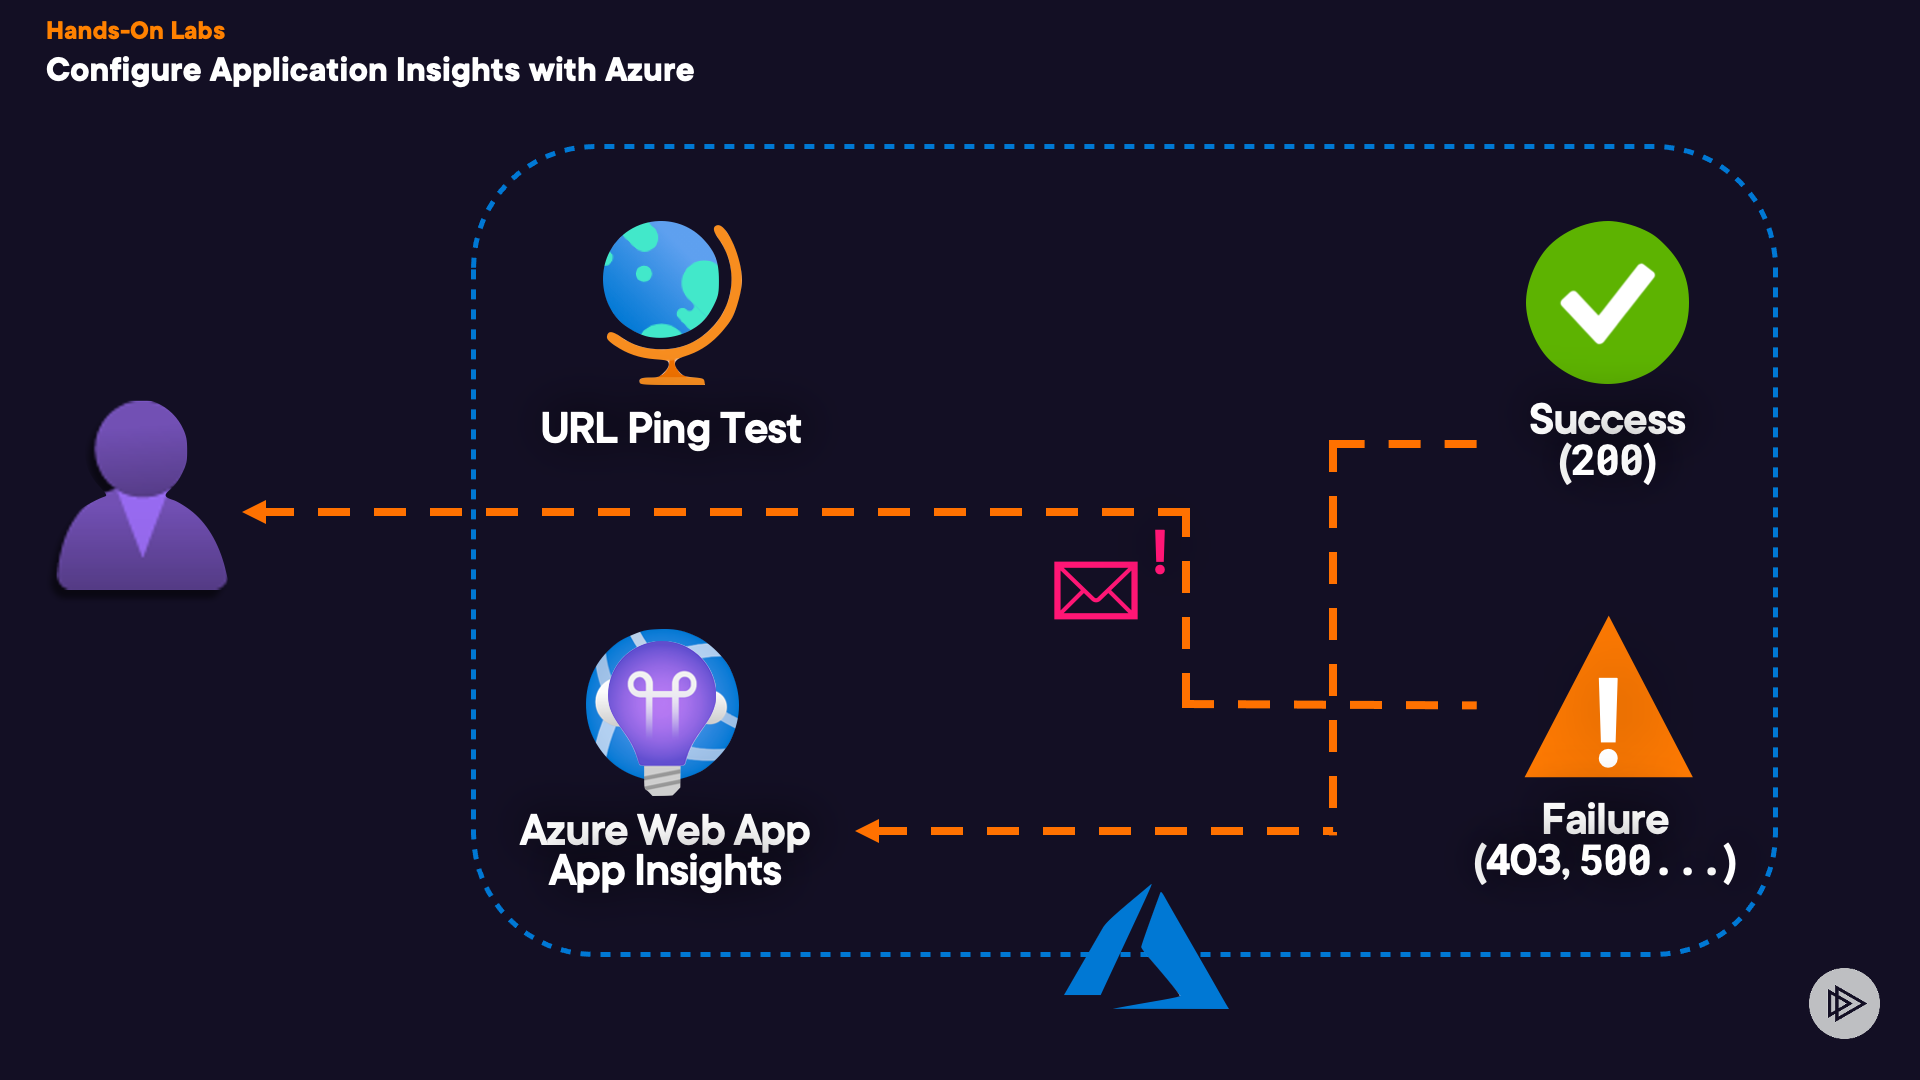 Hands-On Labs
Configure Application Insights with Azure
URL Ping Test
Success
(200)
!
Azure Web App
App Insights
!
Failure
(403, 500...)